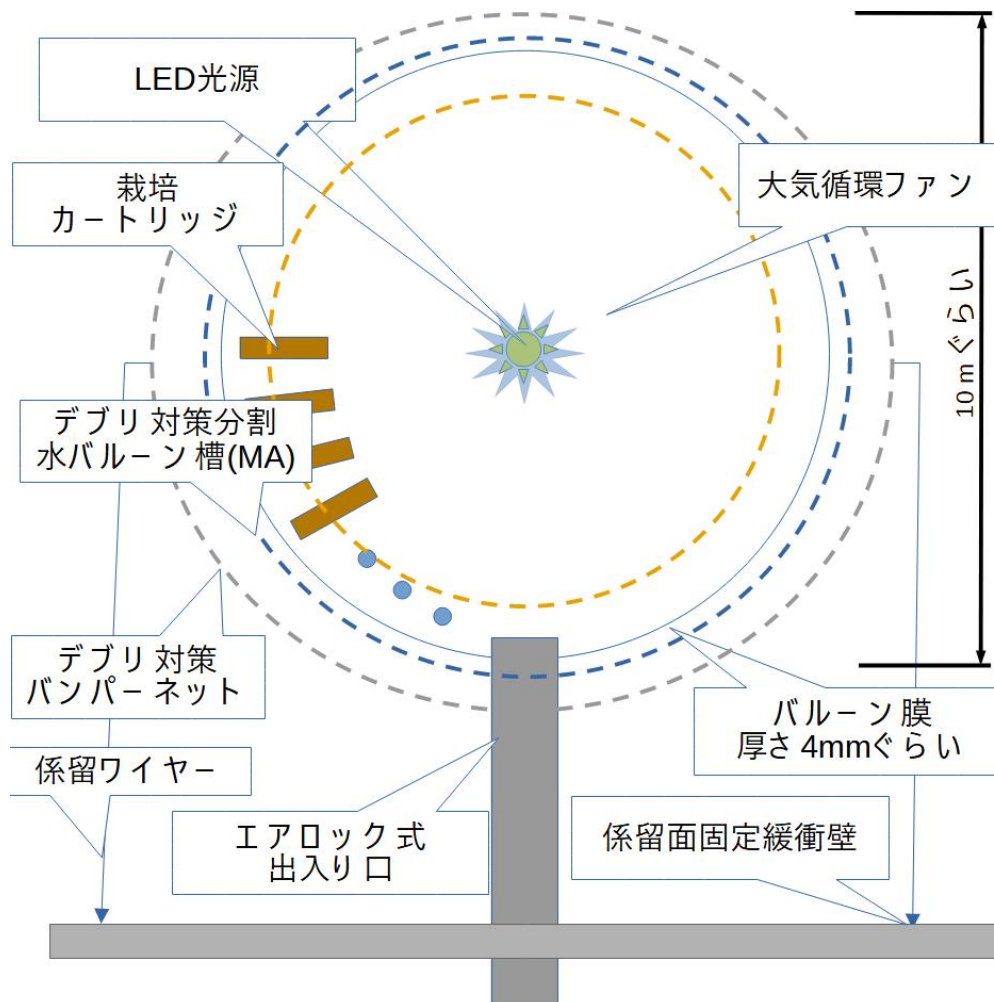 LED光源
大気循環ファン
栽培
カートリッジ
10mぐらい
デブリ対策分割
水バルーン槽(MA)
デブリ対策
バンパーネット
バルーン膜
厚さ4mmぐらい
係留ワイヤー
エアロック式
出入り口
係留面固定緩衝壁